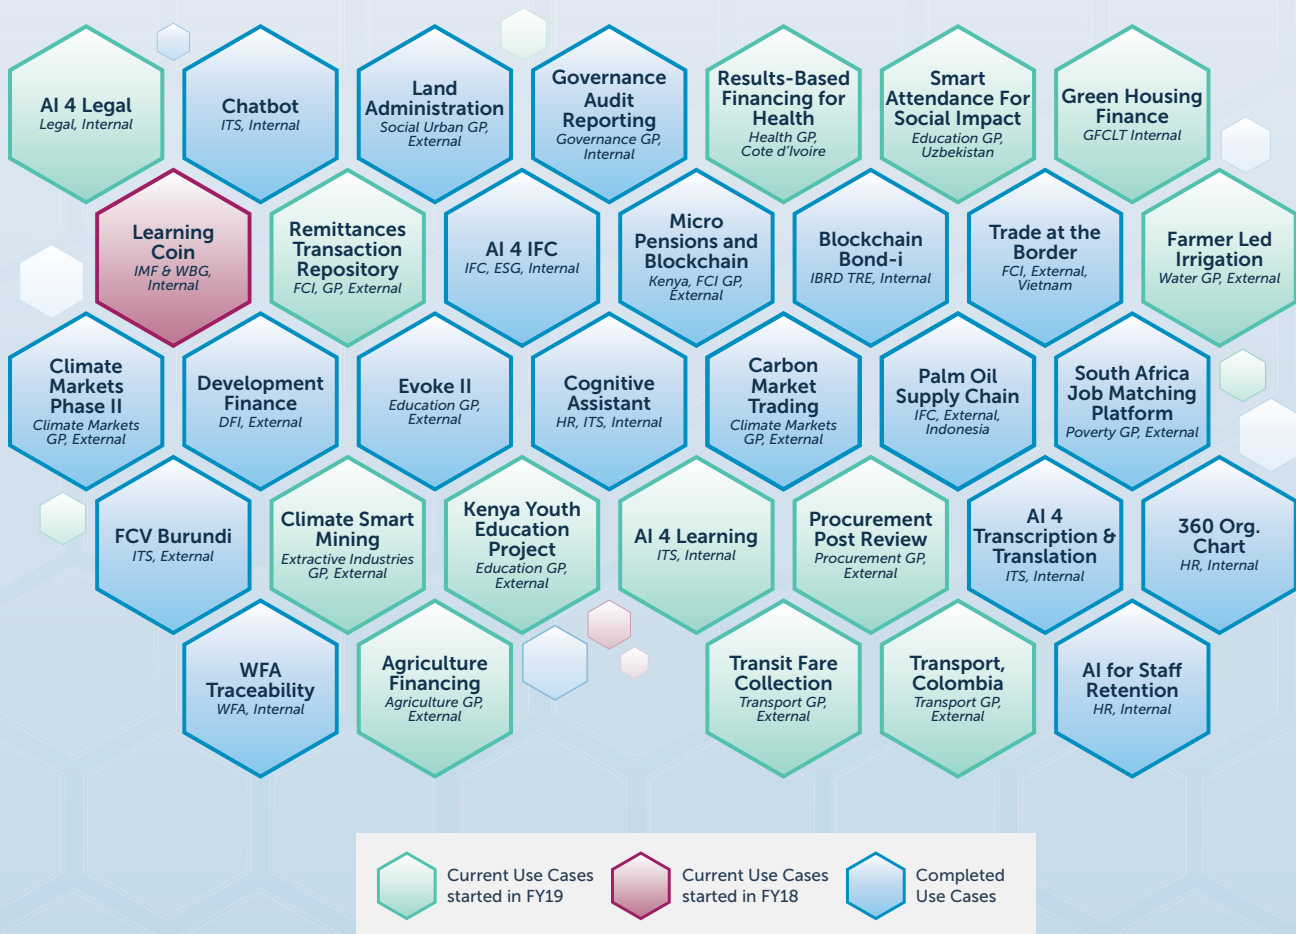 AI 4 Legal
Legal, Internal
Chatbot
ITS, Internal
Land
Administration
Social Urban GP,
External
Governance
Audit
Reporting
Governance GP,
Internal
Results-Based
Financing for
Health
Health GP,
Cote d'Ivoire
Smart
Attendance For
Social Impact
Education GP,
Uzbekistan
Green Housing
Finance
GFCLT Internal
Learning
Coin
IMF & WBG,
Internal
Remittances
Transaction
Repository
FCI, GP, External
AI 4 IFC
IFC, ESG, Internal
Micro
Pensions and
Blockchain
Kenya, FCI GP,
External
Blockchain
Bond-i
IBRD TRE, Internal
Trade at the
Border
FCI, External,
Vietnam
Farmer Led
Irrigation
Water GP, External
Climate
Markets
Phase II
Climate Markets
GP, External
Development
Finance
DFI, External
Evoke II
Education GP,
External
Cognitive
Assistant
HR, ITS, Internal
Carbon
Market
Trading
Climate Markets
GP, External
Palm Oil
Supply Chain
IFC, External,
Indonesia
South Africa
Job Matching
Platform
Poverty GP, External
FCV Burundi
ITS, External
Climate Smart
Mining
Extractive Industries
GP, External
Kenya Youth
Education
Project
Education GP,
External
AI 4 Learning
ITS, Internal
Procurement
Post Review
Procurement GP,
External
AI 4
Transcription &
Translation
ITS, Internal
360 Org.
Chart
HR, Internal
WFA
Traceability
WFA, Internal
Agriculture
Financing
Agriculture GP,
External
Transit Fare
Collection
Transport GP,
External
Transport,
Colombia
Transport GP,
External
AI for Staff
Retention
HR, Internal
Current Use Cases
started in FY19
Current Use Cases
started in FY18
Completed
Use Cases